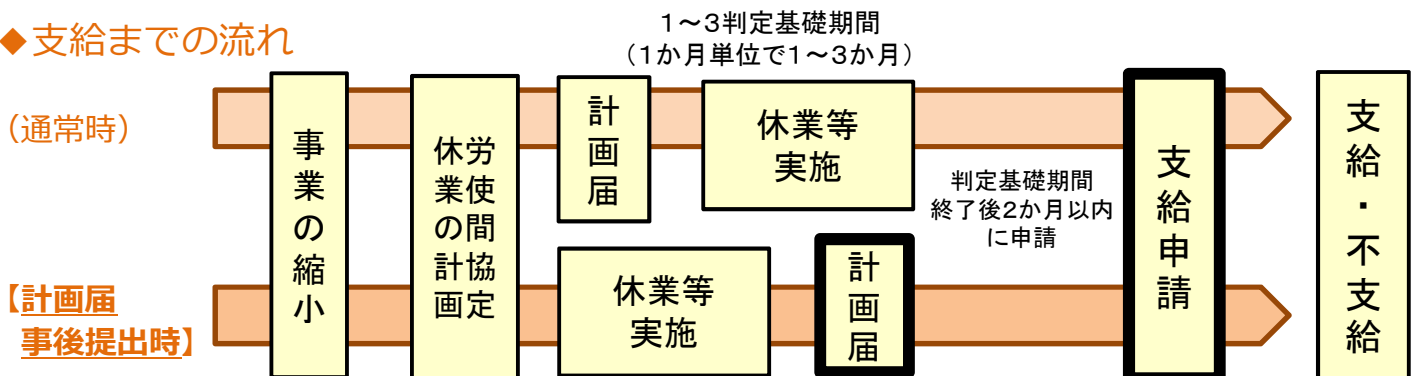 ◆支給までの流れ
1～3判定基礎期間
（1か月単位で1～3か月）
（通常時）
事業の縮小
労使間協定
休業の計画
計画届
休業等
実施
判定基礎期間
終了後2か月以内
に申請
支給申請
支給・不支給
【計画届
事後提出時】
休業等
実施
計画届